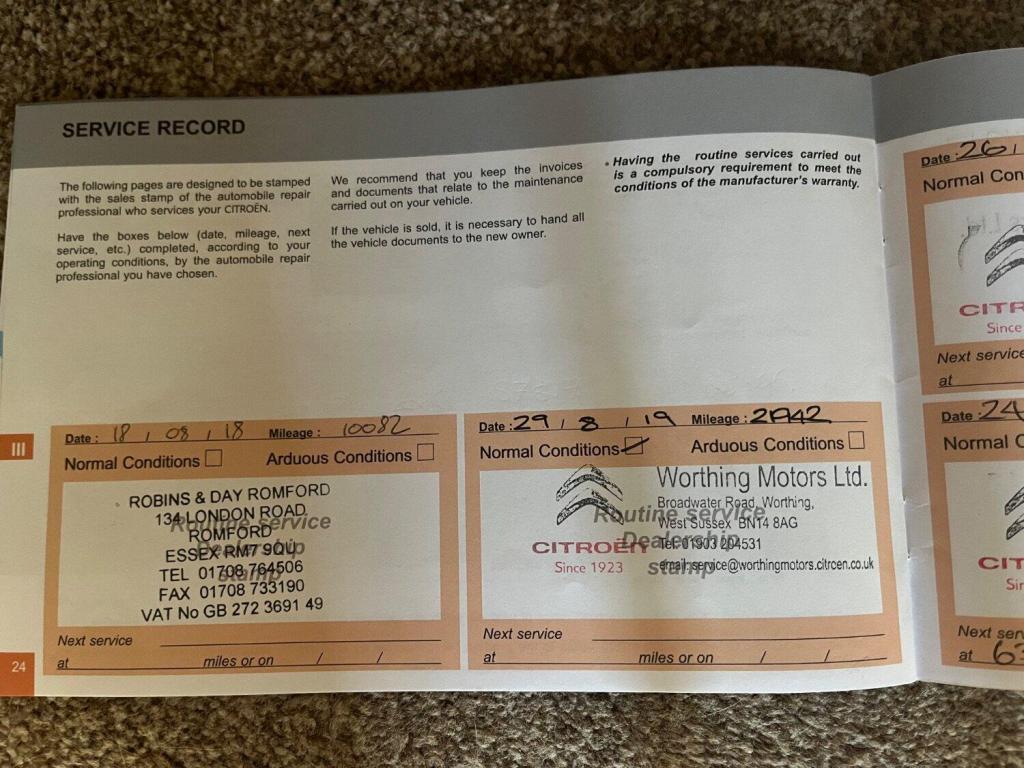 SERVICE RECORD
The following pages are designed to be stamped
with the sales stamp of the automobile repair
professional who services your CITROËN.
Have the boxes below (date, mileage, next
service, etc.) completed, according to your
operating conditions, by the automobile repair
professional you have chosen.
We recommend that you keep the invoices
and documents that relate to the maintenance
carried out on your vehicle.
If the vehicle is sold, it is necessary to hand all
the vehicle documents to the new owner.
• Having the routine services carried out
is a compulsory requirement to meet the
conditions of the manufacturer's warranty.
III
Date : 18 / 08 / 18 Mileage : 10082
Normal Conditions Arduous Conditions
Routine service
Dealership
stamp
ROBINS & DAY ROMFORD
134 LONDON ROAD
ROMFORD
ESSEX RM7 9QU
TEL 01708 764506
FAX 01708 733190
VAT No GB 272 3691 49
Next service
at miles or on / /
Date : 29 / 8 / 19 Mileage :
Normal Conditions Arduous Conditions
Routine service
Dealership
stamp
CITROËN
Since 1923
Worthing Motors Ltd.
Broadwater Road, Worthing,
West Sussex BN14 8AG
Tel: 01903 204531
email: service@worthingmotors.citroen.co.uk
Next service
at miles or on / /
24
Date : 26 /
Normal Con
CITR
Since
Next service
at
Date : 24
Normal C
CIT
Sin
Next serv
at 63